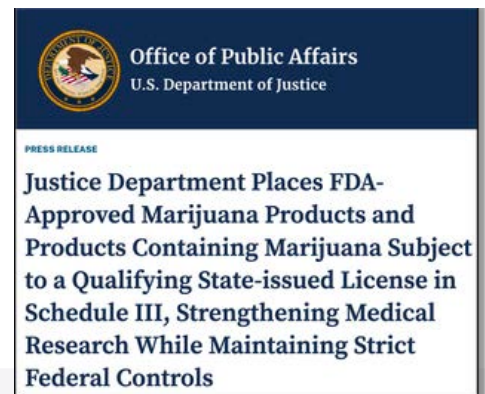 Office of Public Affairs
U.S. Department of Justice
PRESS RELEASE
Justice Department Places FDA-
Approved Marijuana Products and
Products Containing Marijuana Subject
to a Qualifying State-issued License in
Schedule III, Strengthening Medical
Research While Maintaining Strict
Federal Controls